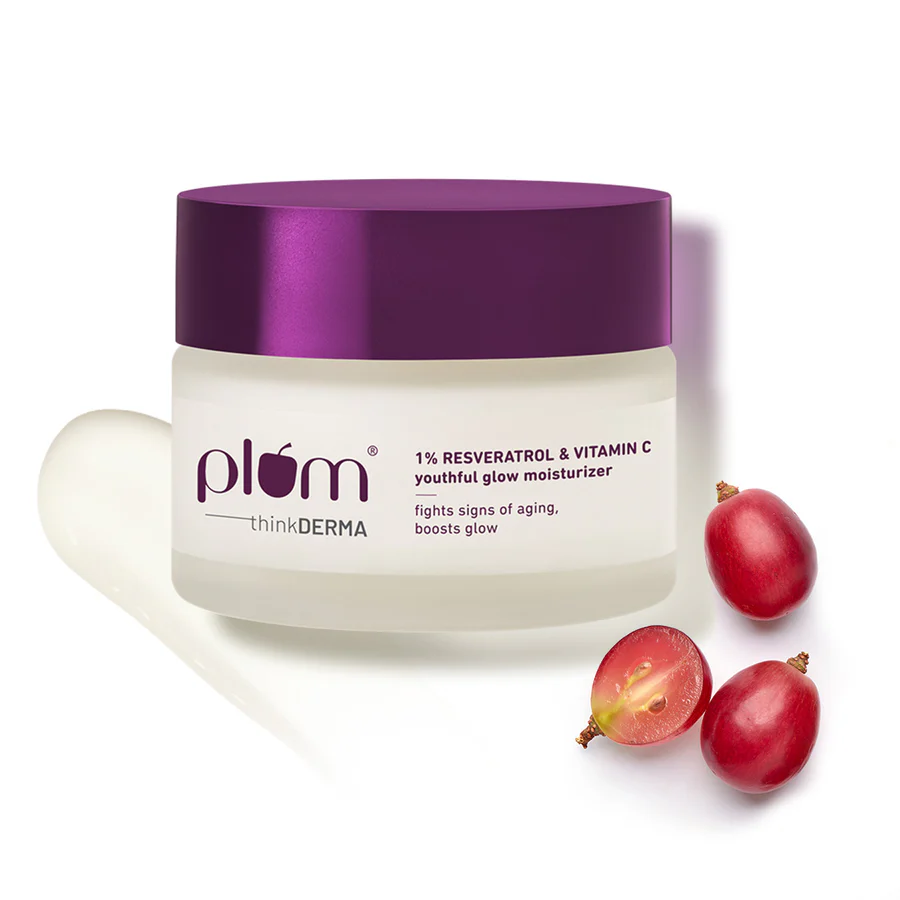 plum®
thinkDERMA
1% RESVERATROL & VITAMIN C
youthful glow moisturizer
fights signs of aging,
boosts glow